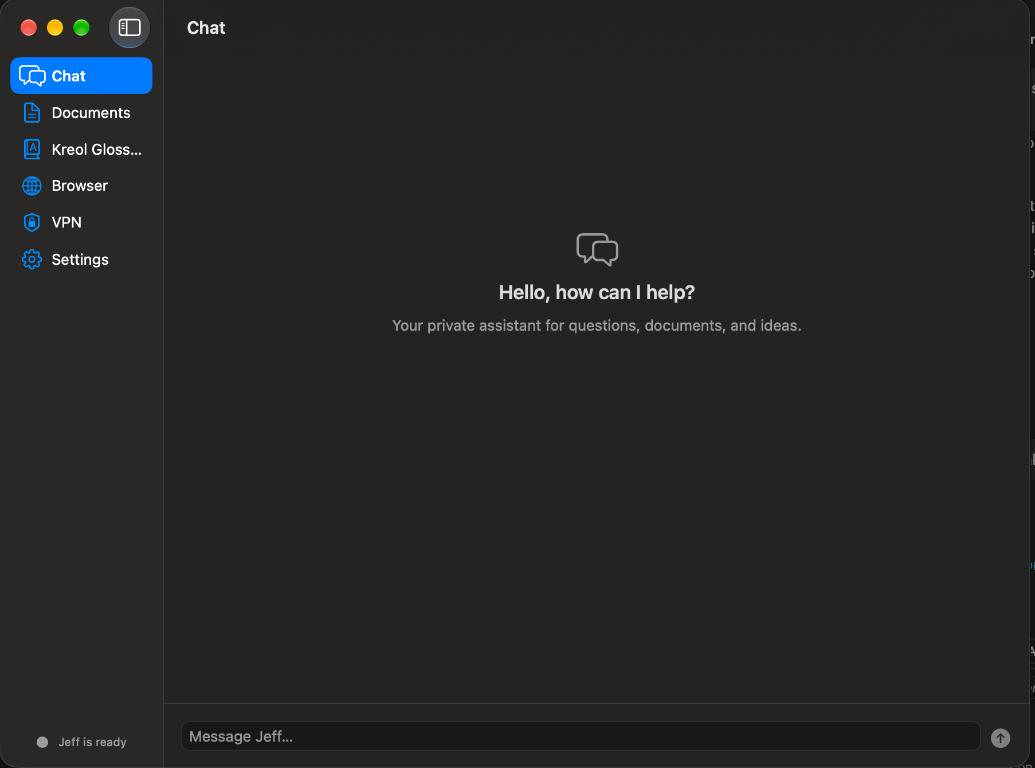 Chat
Chat
Documents
Kreol Gloss...
Browser
VPN
Settings
Hello, how can I help?
Your private assistant for questions, documents, and ideas.
Jeff is ready
Message Jeff...